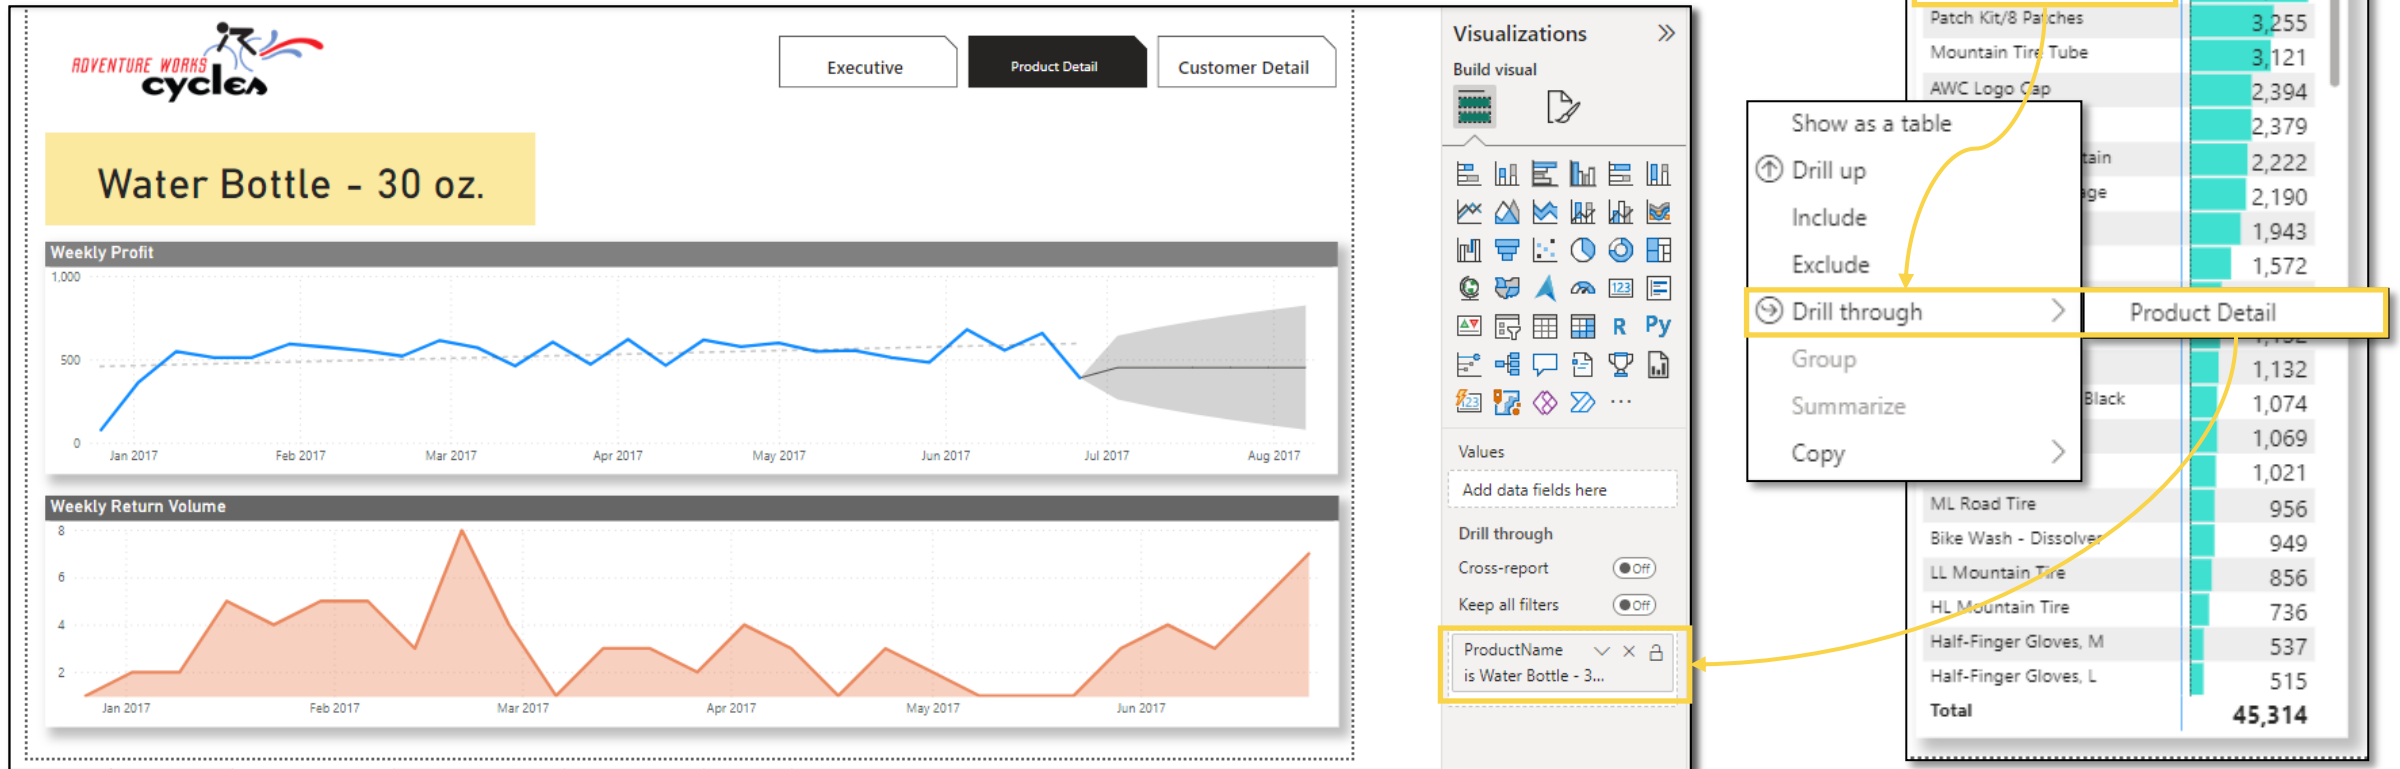 ADVENTURE WORKS
cycles
Executive
Product Detail
Customer Detail
Water Bottle - 30 oz.
Weekly Profit
1,000
500
0
Jan 2017
Feb 2017
Mar 2017
Apr 2017
May 2017
Jun 2017
Jul 2017
Aug 2017
Weekly Return Volume
8
6
4
2
Jan 2017
Feb 2017
Mar 2017
Apr 2017
May 2017
Jun 2017
Visualizations
Build visual
123
R
Py
123
Values
Add data fields here
Drill through
Cross-report
Off
Keep all filters
Off
ProductName
is Water Bottle - 3...
Show as a table
Drill up
Include
Exclude
Drill through
Product Detail
Group
Summarize
Copy
Patch Kit/8 Patches 3,255
Mountain Tire Tube 3,121
AWC Logo Cap 2,394
2,379
tain 2,222
age 2,190
1,943
1,572
1,132
Black 1,074
1,069
1,021
ML Road Tire 956
Bike Wash - Dissolver 949
LL Mountain Tire 856
HL Mountain Tire 736
Half-Finger Gloves, M 537
Half-Finger Gloves, L 515
Total 45,314